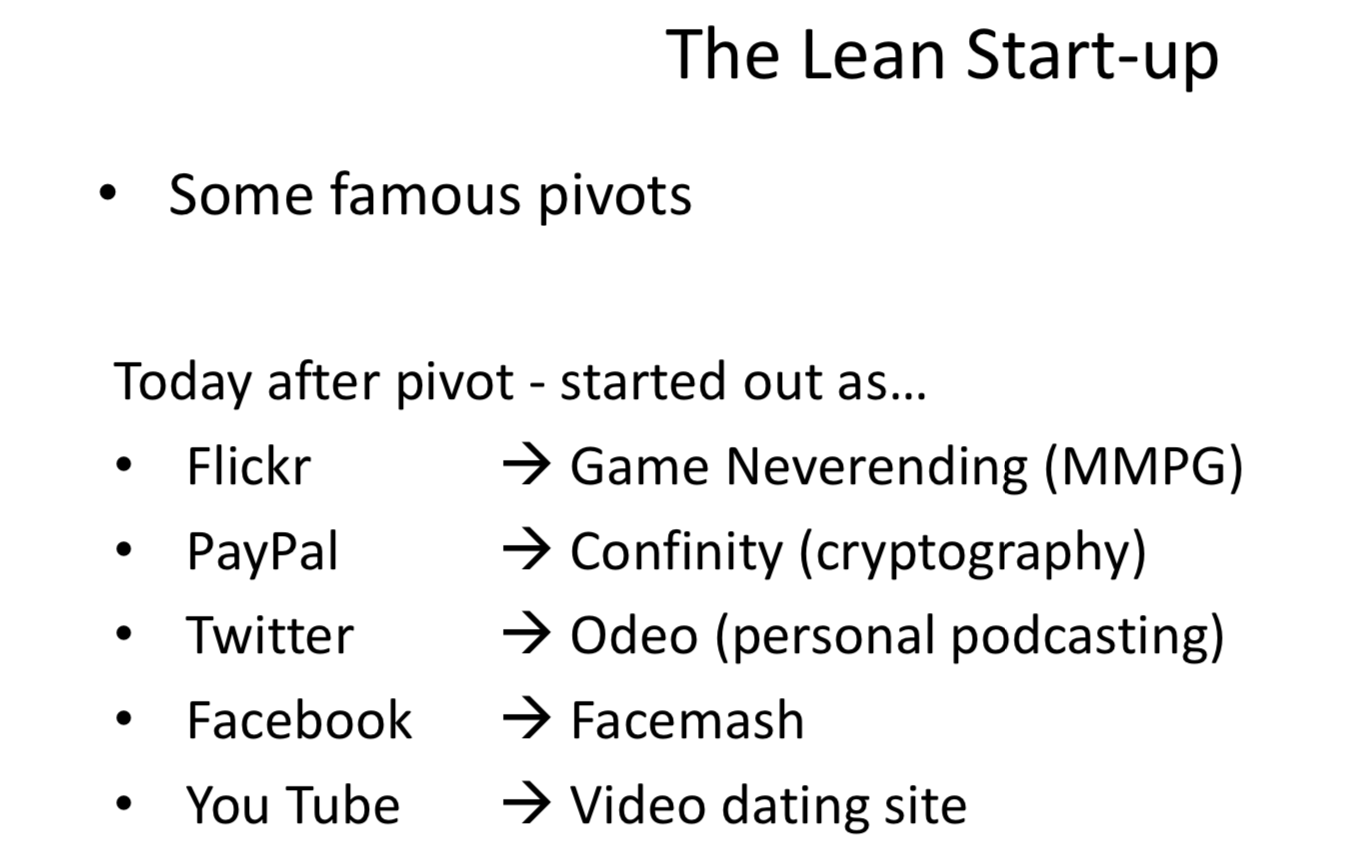 The Lean Start-up
• Some famous pivots
Today after pivot - started out as...
• Flickr → Game Neverending (MMPG)
• PayPal → Confinity (cryptography)
• Twitter → Odeo (personal podcasting)
• Facebook → Facemash
• You Tube → Video dating site